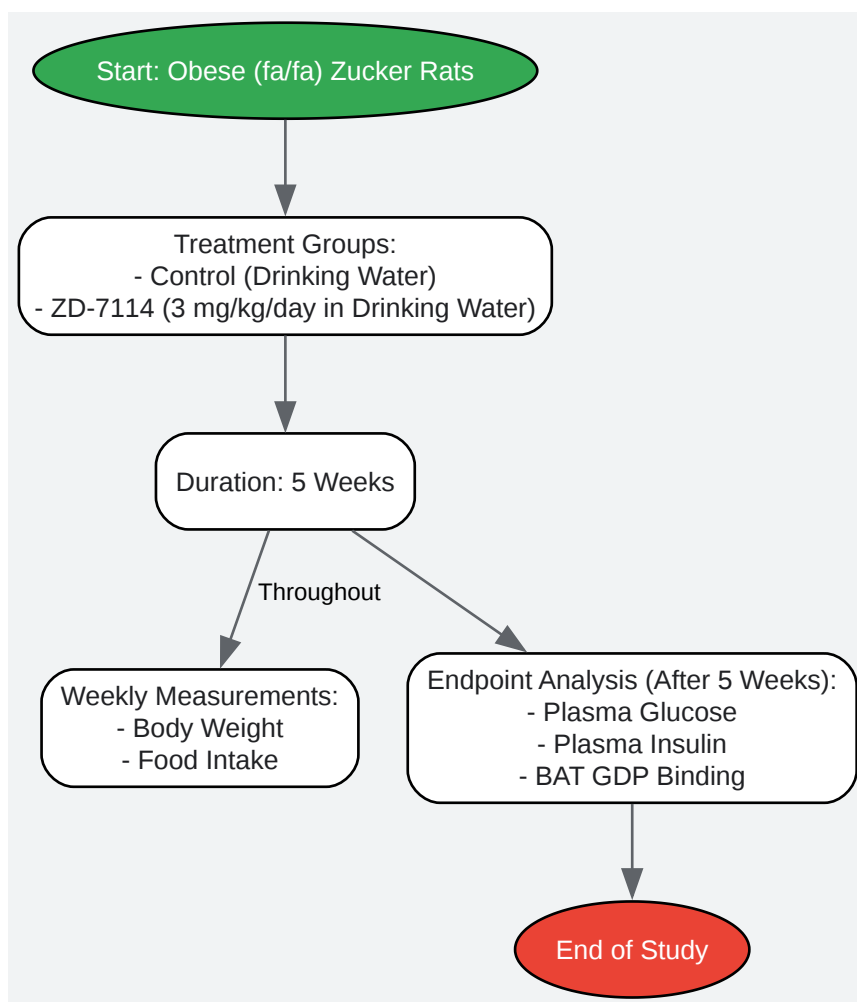 Start: Obese (fa/fa) Zucker Rats
Treatment Groups:
- Control (Drinking Water)
- ZD-7114 (3 mg/kg/day in Drinking Water)
Duration: 5 Weeks
Throughout
Weekly Measurements:
- Body Weight
- Food Intake
Endpoint Analysis (After 5 Weeks):
- Plasma Glucose
- Plasma Insulin
- BAT GDP Binding
End of Study